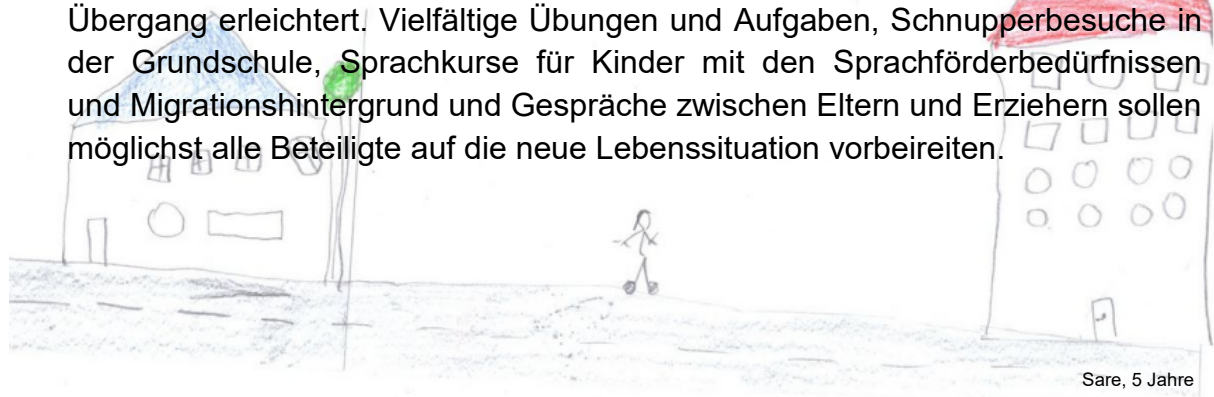 Übergang erleichtert. Vielfältige Übungen und Aufgaben, Schnupperbesuche in
der Grundschule, Sprachkurse für Kinder mit den Sprachförderbedürfnissen
und Migrationshintergrund und Gespräche zwischen Eltern und Erziehern sollen
möglichst alle Beteiligte auf die neue Lebenssituation vorbeireiten.
Sare, 5 Jahre